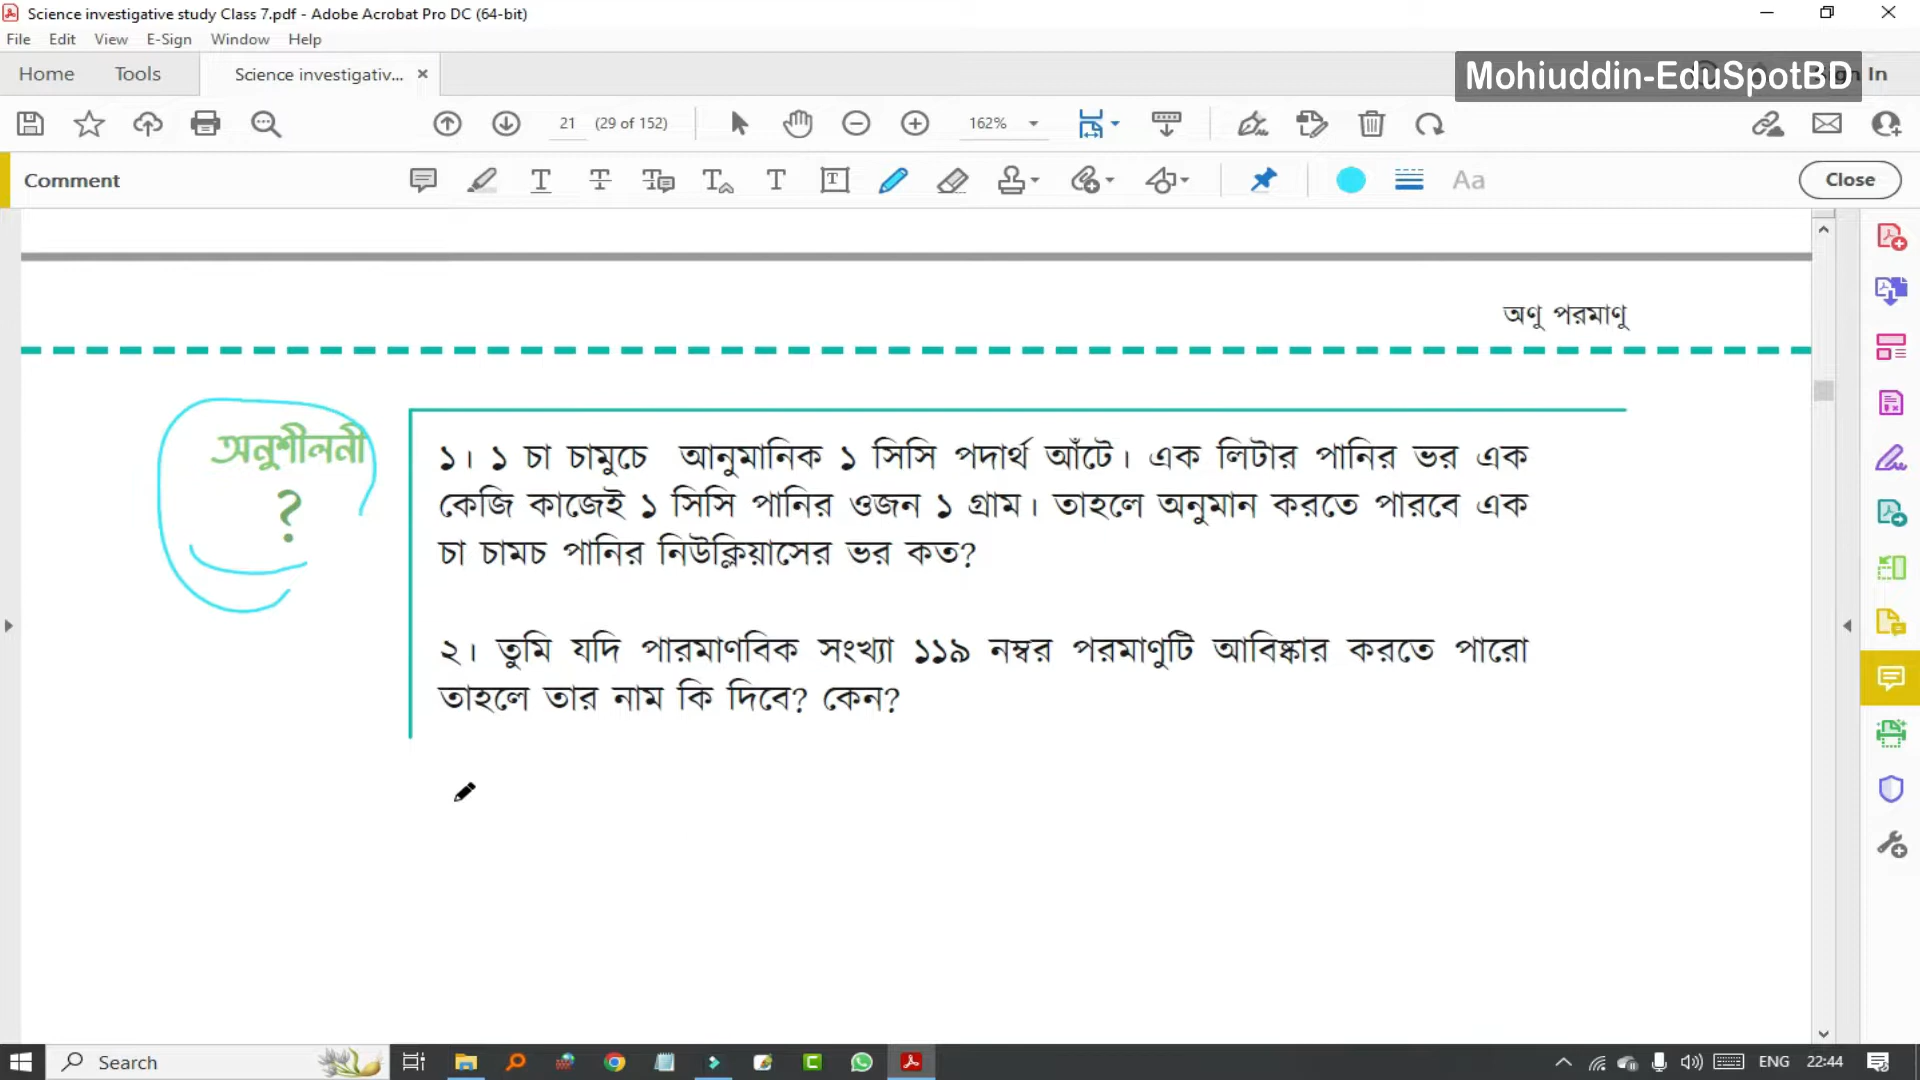 Science investigative study Class 7.pdf - Adobe Acrobat Pro DC (64-bit)
File Edit View E-Sign Window Help
Home Tools Science investigativ... × Mohiuddin-EduSpotBD In
21 (29 of 152) 162%
Comment Aa Close
অণু পরমাণু
অনুশীলনী
?
১। ১ চা চামুচে আনুমানিক ১ সিসি পদার্থ আঁটে। এক লিটার পানির ভর এক
কেজি কাজেই ১ সিসি পানির ওজন ১ গ্রাম। তাহলে অনুমান করতে পারবে এক
চা চামচ পানির নিউক্লিয়াসের ভর কত?
২। তুমি যদি পারমাণবিক সংখ্যা ১১৯ নম্বর পরমাণুটি আবিষ্কার করতে পারো
তাহলে তার নাম কি দিবে? কেন?
Search ENG 22:44